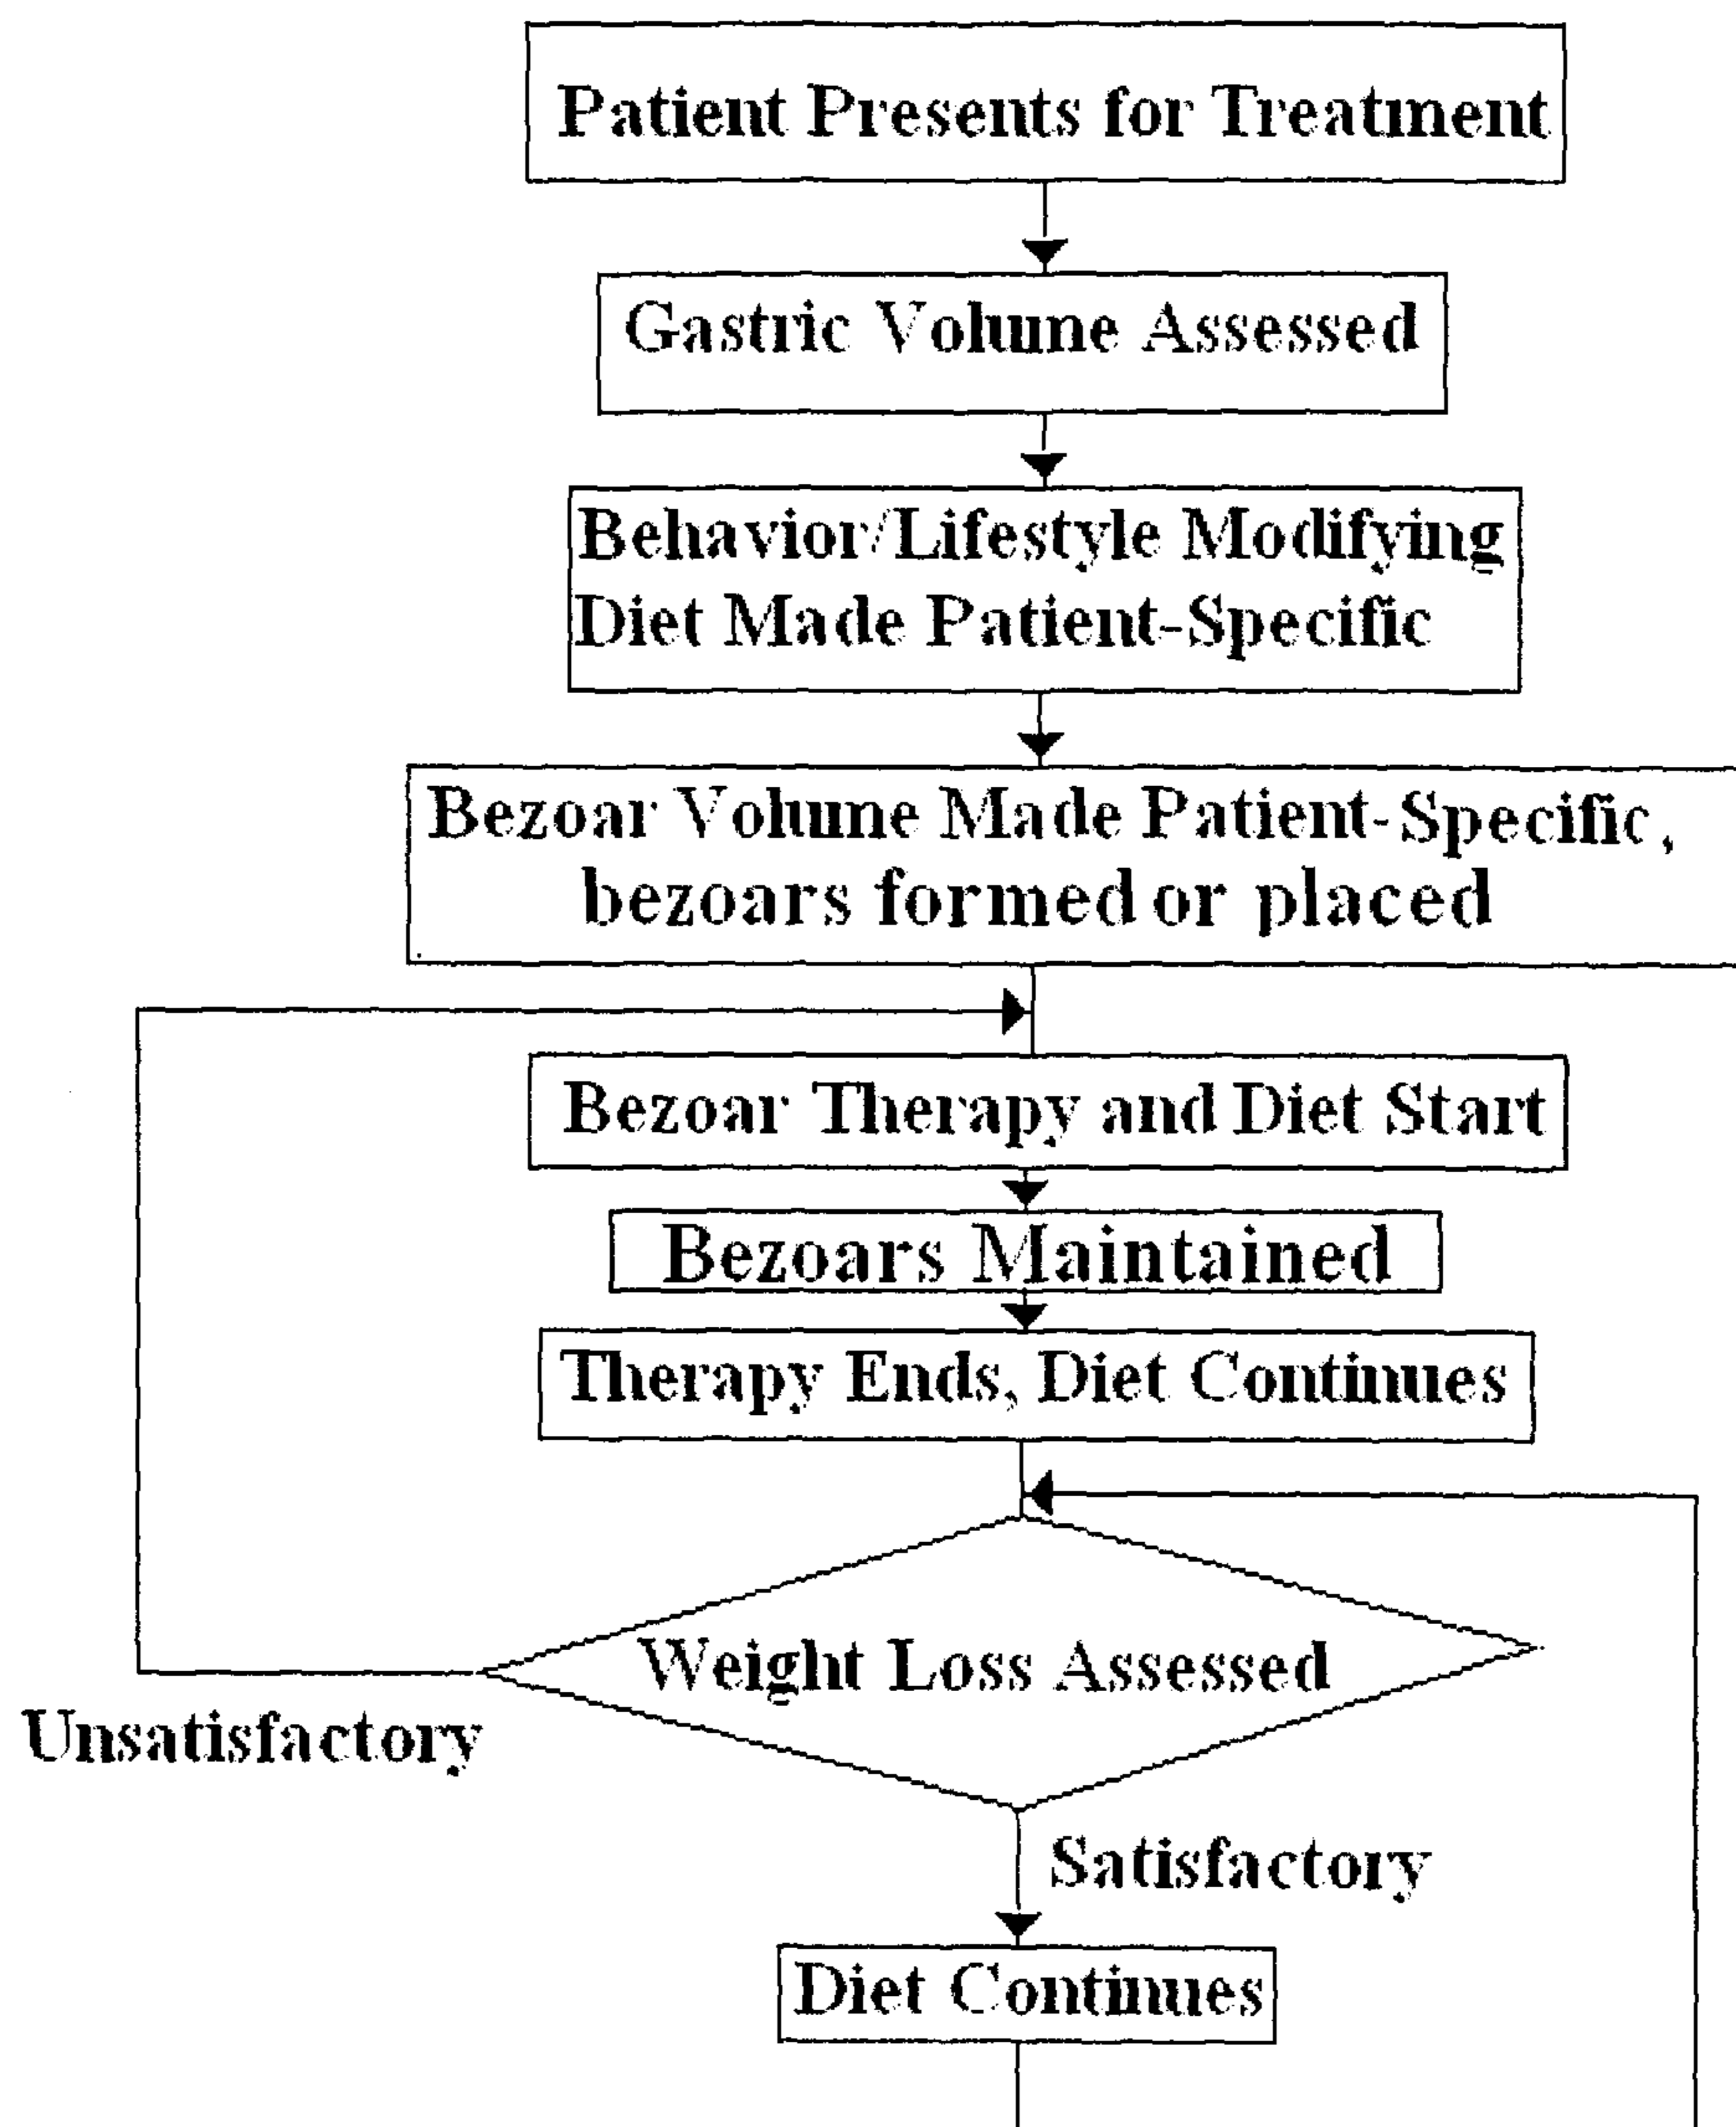 Patient Presents for Treatment
Gastric Volume Assessed
Behavior/Lifestyle Modifying
Diet Made Patient-Specific
Bezoar Volume Made Patient-Specific,
bezoars formed or placed
Bezoar Therapy and Diet Start
Bezoars Maintained
Therapy Ends, Diet Continues
Weight Loss Assessed
Unsatisfactory
Satisfactory
Diet Continues